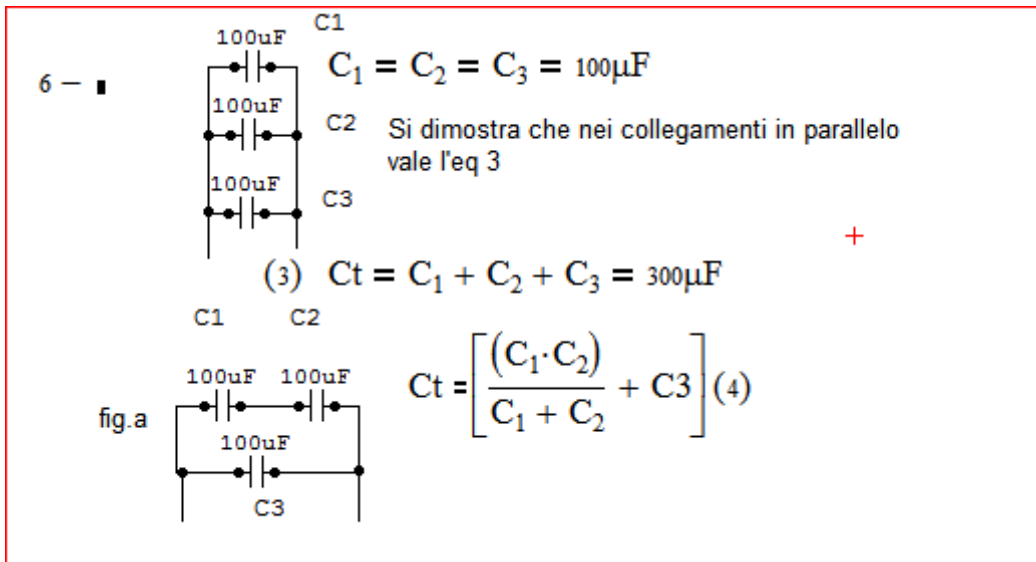 C1
100uF
6 –
C₁ = C₂ = C₃ = 100µF
100uF
C2
Si dimostra che nei collegamenti in parallelo
vale l'eq 3
100uF
C3
(3) Ct = C₁ + C₂ + C₃ = 300µF
C1 C2
100uF 100uF
Ct = [(C₁·C₂) / (C₁ + C₂) + C3] (4)
fig.a
100uF
C3